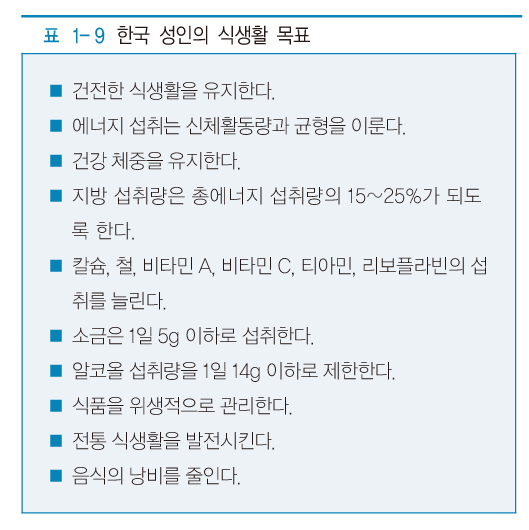 표 1-9 한국 성인의 식생활 목표
■ 건전한 식생활을 유지한다.
■ 에너지 섭취는 신체활동량과 균형을 이룬다.
■ 건강 체중을 유지한다.
■ 지방 섭취량은 총에너지 섭취량의 15~25%가 되도
록 한다.
■ 칼슘, 철, 비타민 A, 비타민 C, 티아민, 리보플라빈의 섭
취를 늘린다.
■ 소금은 1일 5g 이하로 섭취한다.
■ 알코올 섭취량을 1일 14g 이하로 제한한다.
■ 식품을 위생적으로 관리한다.
■ 전통 식생활을 발전시킨다.
■ 음식의 낭비를 줄인다.